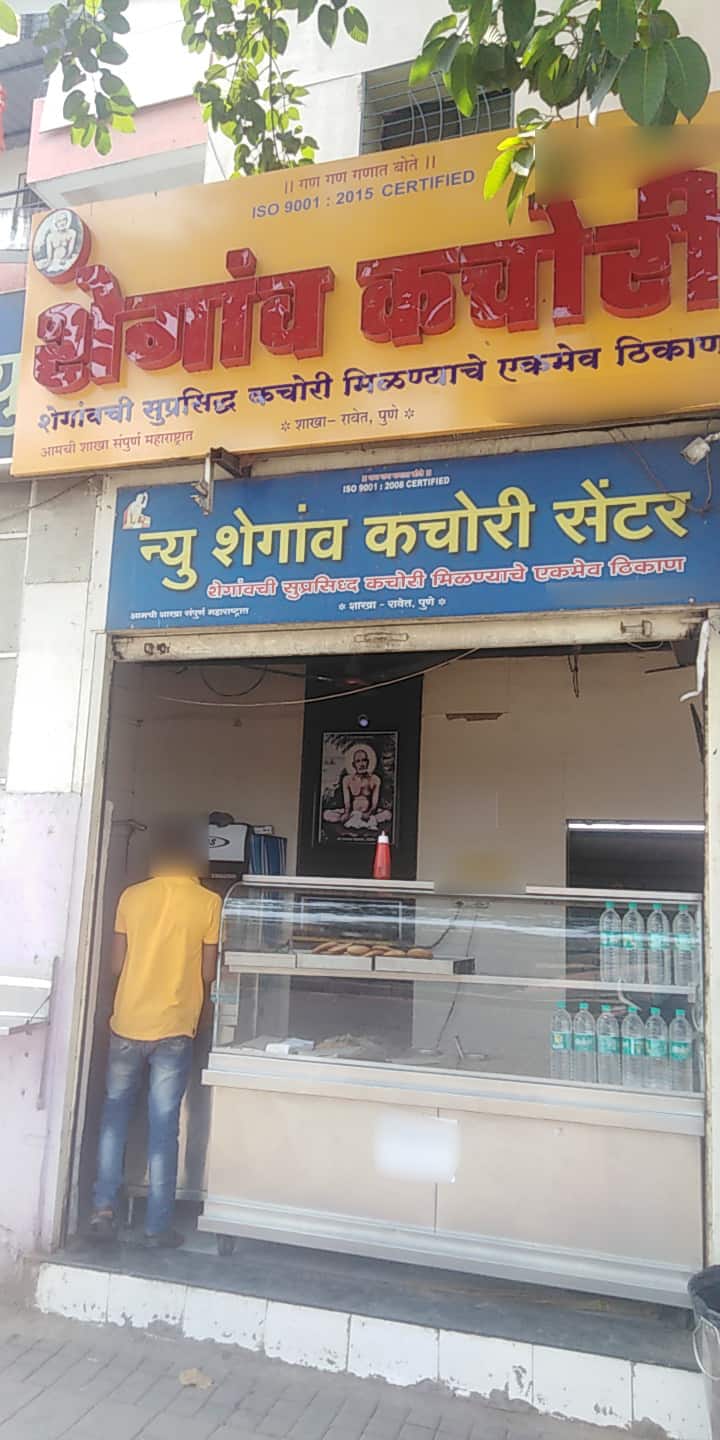 || गण गण गणात बोते ||
ISO 9001 : 2015 CERTIFIED
शेगांव कचोरी
शेगांवची सुप्रसिद्ध कचोरी मिळण्याचे एकमेव ठिकाण
❊ शाखा– रावेत, पुणे ❊
आमची शाखा संपुर्ण महाराष्ट्रात
ISO 9001 : 2008 CERTIFIED
न्यु शेगांव कचोरी सेंटर
शेगांवची सुप्रसिध्द कचोरी मिळण्याचे एकमेव ठिकाण
आमची शाखा संपुर्ण महाराष्ट्रात
❊ शाखा - रावेत, पुणे ❊